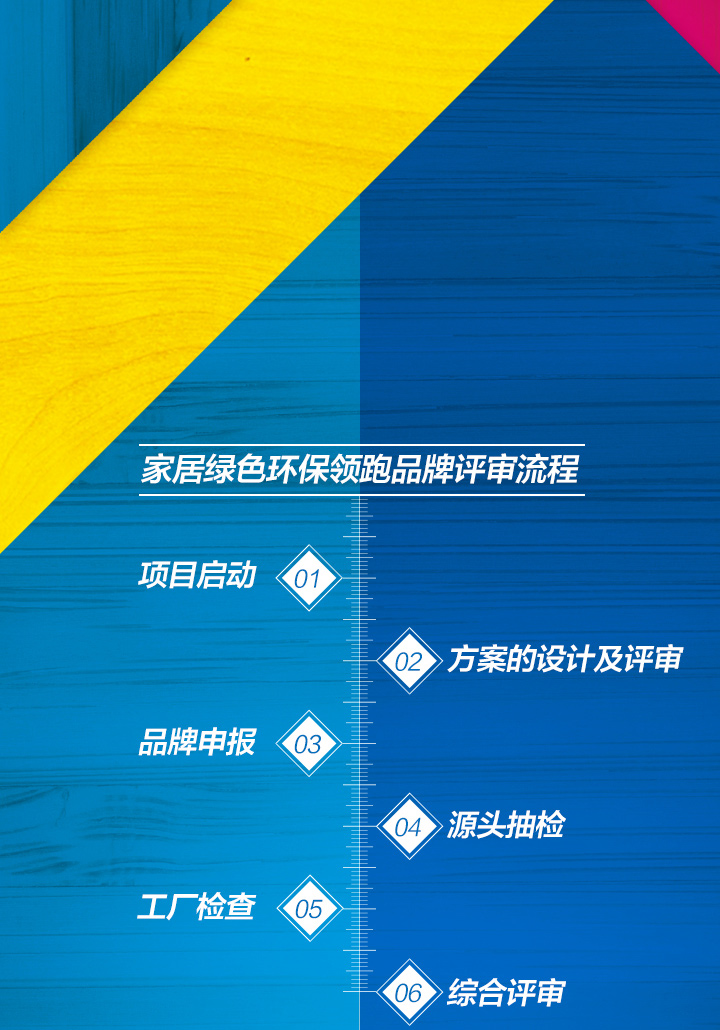 家居绿色环保领跑品牌评审流程
项目启动 01
02 方案的设计及评审
品牌申报 03
04 源头抽检
工厂检查 05
06 综合评审